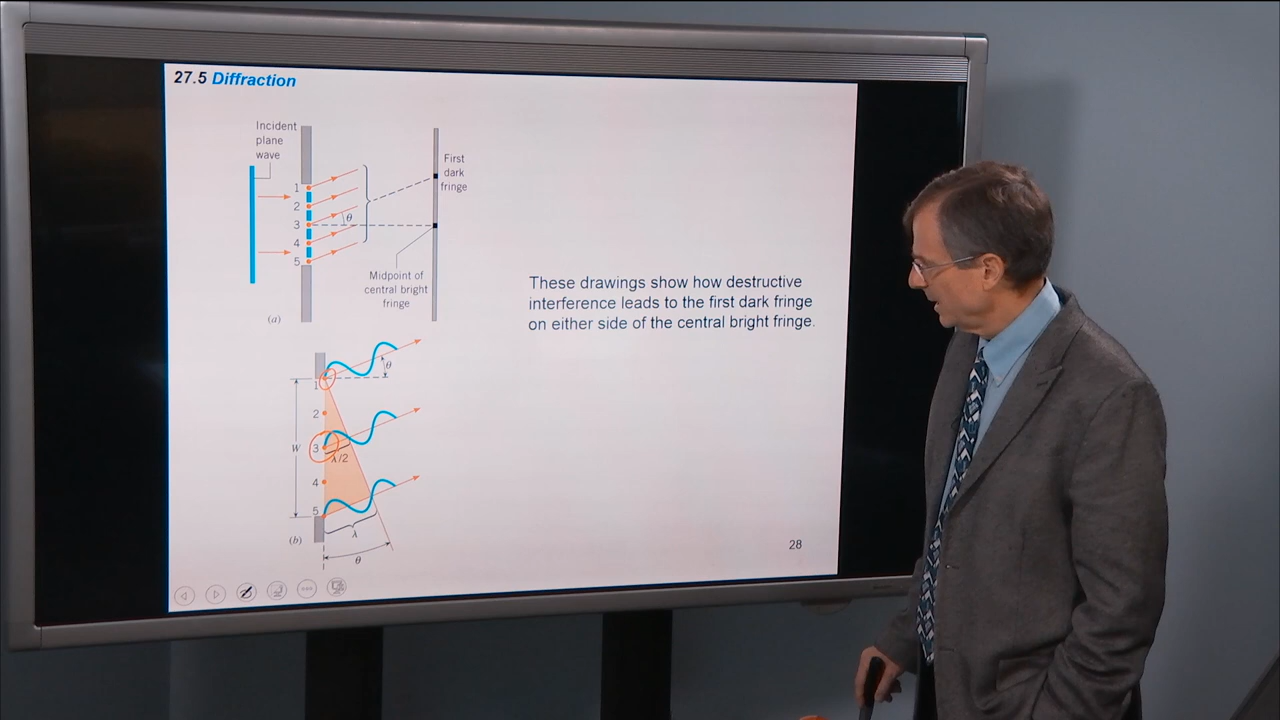 27.5 Diffraction
Incident
plane
wave
1
2
3
4
5
θ
First
dark
fringe
Midpoint of
central bright
fringe
(a)
These drawings show how destructive
interference leads to the first dark fringe
on either side of the central bright fringe.
θ
1
2
W
3
λ/2
4
5
λ
(b)
θ
28